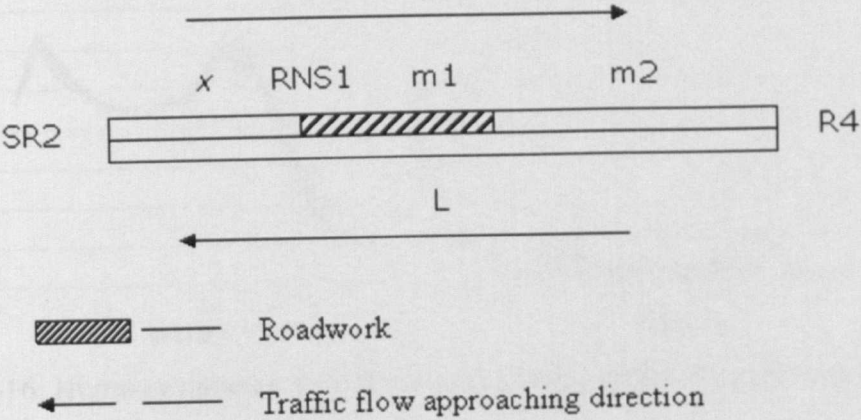 x RNS1 m1 m2
SR2 R4
L
Roadwork
Traffic flow approaching direction